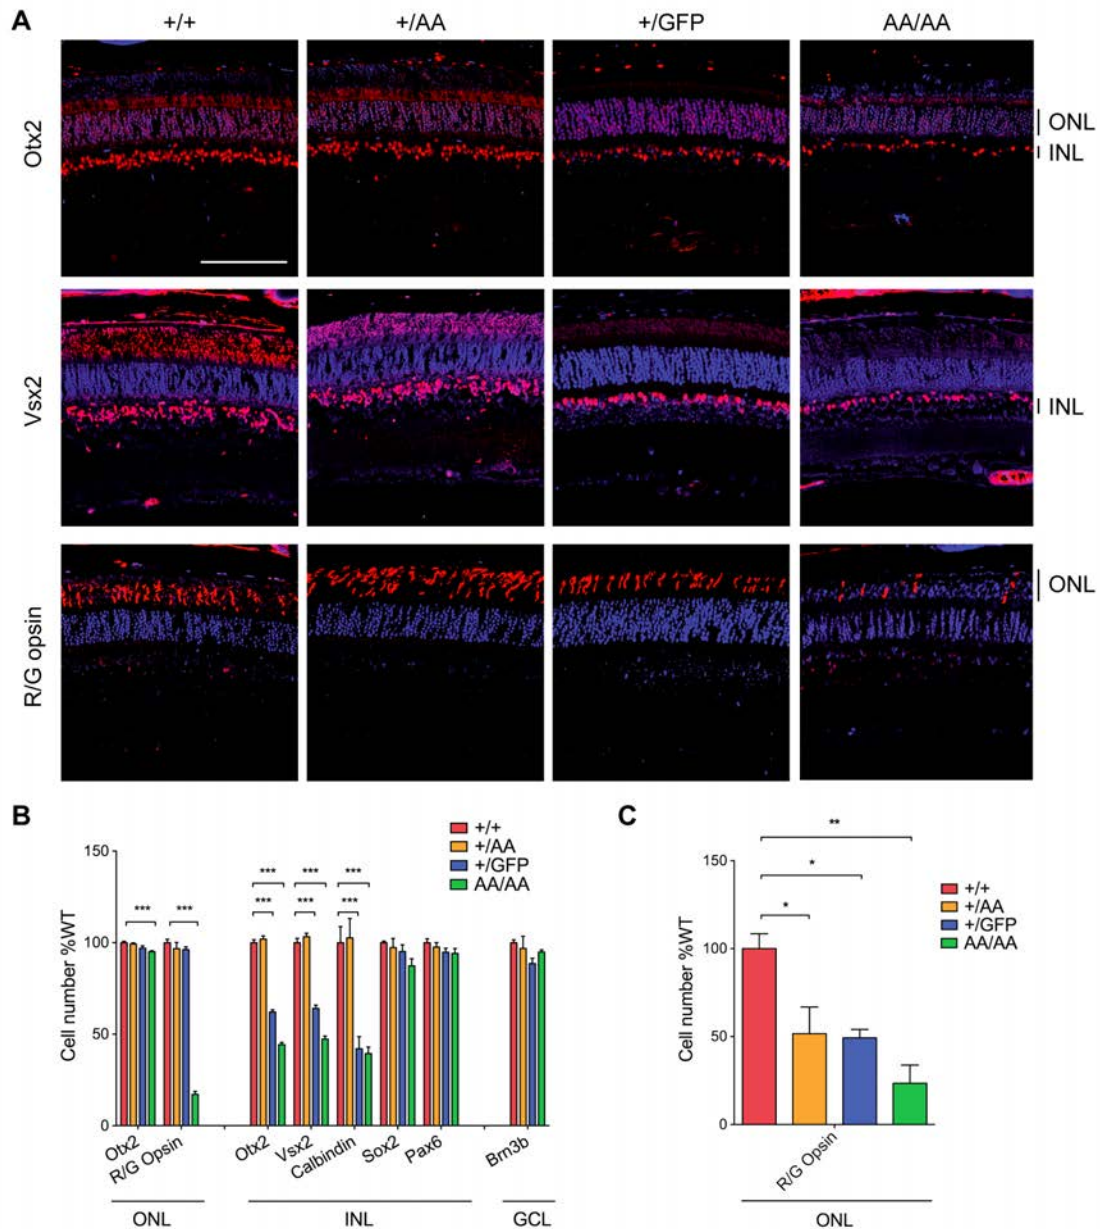 A
+/+ +/AA +/GFP AA/AA
Otx2
ONL
INL
Vsx2
INL
R/G opsin
ONL
B
+/+
+/AA
+/GFP
AA/AA
Cell number %WT
150
100
50
0
*** ***
*** *** ***
*** *** ***
Otx2 R/G Opsin Otx2 Vsx2 Calbindin Sox2 Pax6 Brn3b
ONL INL GCL
C
+/+
+/AA
+/GFP
AA/AA
Cell number %WT
150
100
50
0
**
*
*
R/G Opsin
ONL